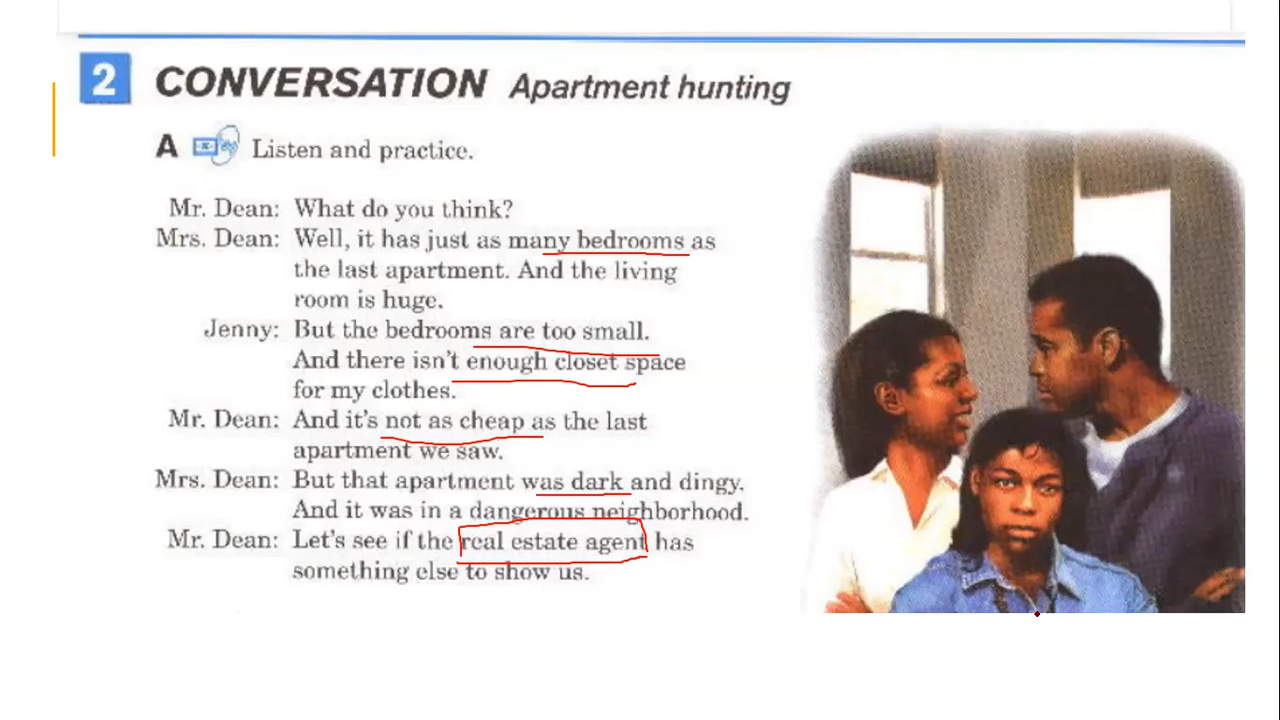 2 CONVERSATION Apartment hunting
A Listen and practice.
Mr. Dean: What do you think?
Mrs. Dean: Well, it has just as many bedrooms as
the last apartment. And the living
room is huge.
Jenny: But the bedrooms are too small.
And there isn't enough closet space
for my clothes.
Mr. Dean: And it's not as cheap as the last
apartment we saw.
Mrs. Dean: But that apartment was dark and dingy.
And it was in a dangerous neighborhood.
Mr. Dean: Let's see if the real estate agent has
something else to show us.